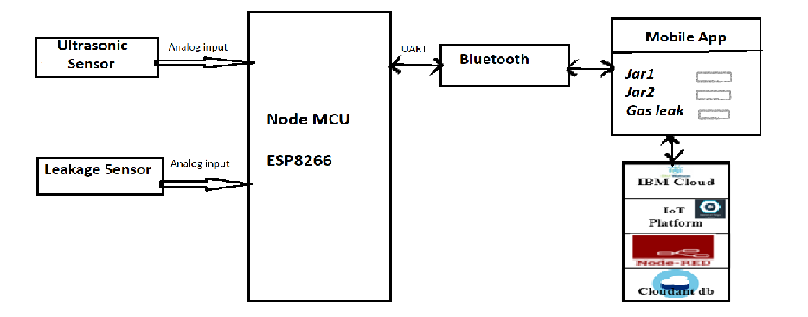 Ultrasonic
Sensor
Analog input
Leakage Sensor
Analog input
Node MCU
ESP8266
UART
Bluetooth
Mobile App
Jar1
Jar2
Gas leak
IBM Cloud
IoT
Platform
Node-RED
Cloudant db